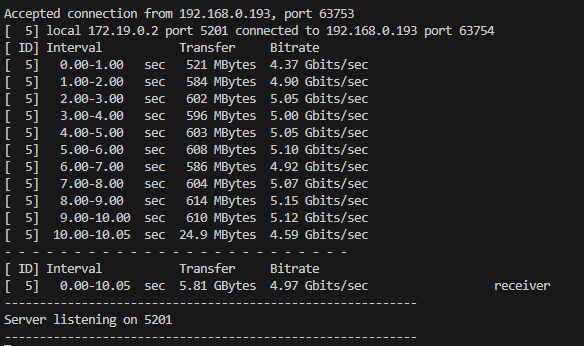 Accepted connection from 192.168.0.193, port 63753
[  5] local 172.19.0.2 port 5201 connected to 192.168.0.193 port 63754
[ ID] Interval           Transfer     Bitrate
[  5]   0.00-1.00   sec   521 MBytes  4.37 Gbits/sec
[  5]   1.00-2.00   sec   584 MBytes  4.90 Gbits/sec
[  5]   2.00-3.00   sec   602 MBytes  5.05 Gbits/sec
[  5]   3.00-4.00   sec   596 MBytes  5.00 Gbits/sec
[  5]   4.00-5.00   sec   603 MBytes  5.05 Gbits/sec
[  5]   5.00-6.00   sec   608 MBytes  5.10 Gbits/sec
[  5]   6.00-7.00   sec   586 MBytes  4.92 Gbits/sec
[  5]   7.00-8.00   sec   604 MBytes  5.07 Gbits/sec
[  5]   8.00-9.00   sec   614 MBytes  5.15 Gbits/sec
[  5]   9.00-10.00  sec   610 MBytes  5.12 Gbits/sec
[  5]  10.00-10.05  sec  24.9 MBytes  4.59 Gbits/sec
- - - - - - - - - - - - - - - - - - - - - - - - -
[ ID] Interval           Transfer     Bitrate
[  5]   0.00-10.05  sec  5.81 GBytes  4.97 Gbits/sec                  receiver
-----------------------------------------------------------
Server listening on 5201
-----------------------------------------------------------